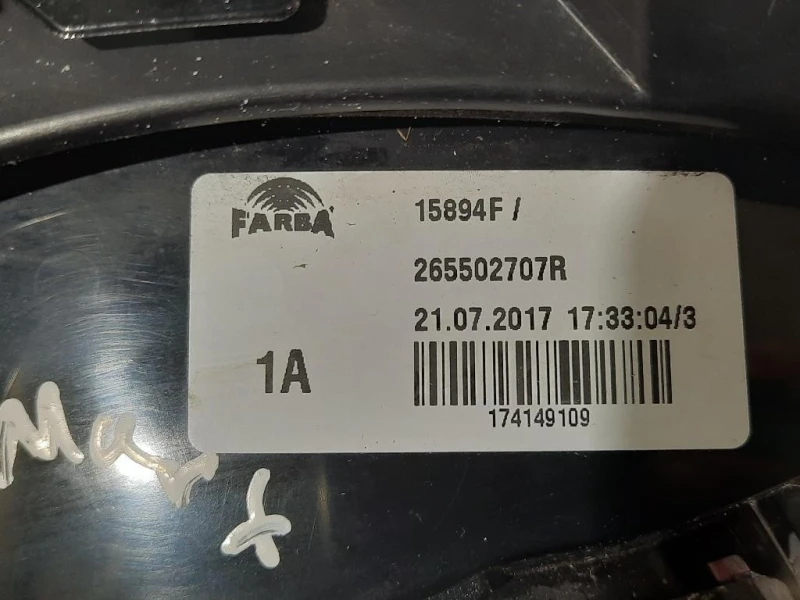 FARBA
15894F /
265502707R
21.07.2017 17:33:04/3
1A
174149109